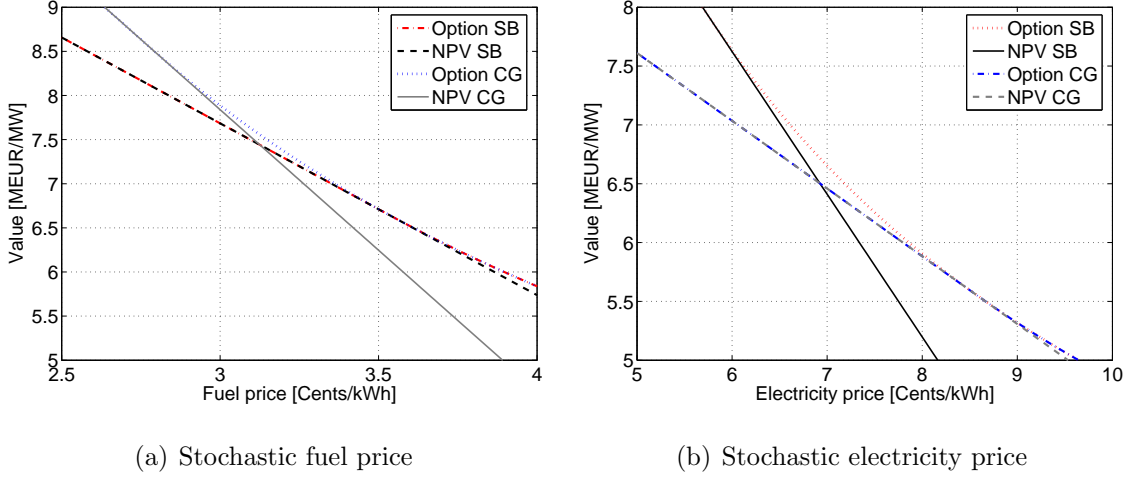 9
8.5
8
7.5
7
6.5
6
5.5
5
2.5
3
3.5
4
Value [MEUR/MW]
Fuel price [Cents/kWh]
Option SB
NPV SB
Option CG
NPV CG
(a) Stochastic fuel price
8
7.5
7
6.5
6
5.5
5
5
6
7
8
9
10
Value [MEUR/MW]
Electricity price [Cents/kWh]
Option SB
NPV SB
Option CG
NPV CG
(b) Stochastic electricity price